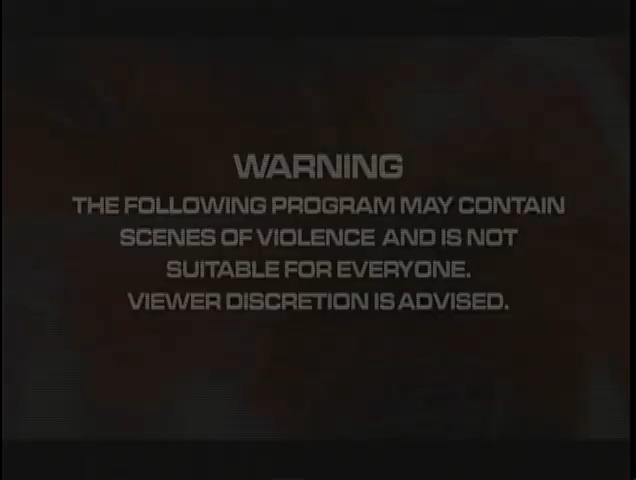 WARNING
THE FOLLOWING PROGRAM MAY CONTAIN
SCENES OF VIOLENCE AND IS NOT
SUITABLE FOR EVERYONE.
VIEWER DISCRETION IS ADVISED.